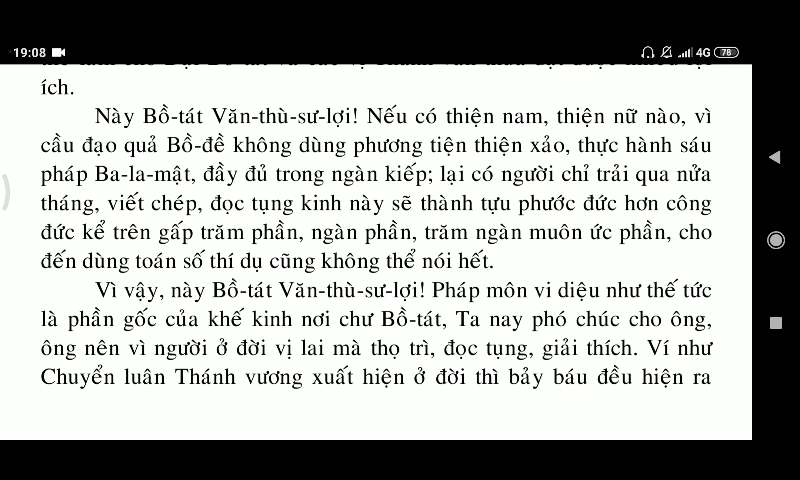 19:08
4G 78
ích.
Này Bồ-tát Văn-thù-sư-lợi! Nếu có thiện nam, thiện nữ nào, vì
cầu đạo quả Bồ-đề không dùng phương tiện thiện xảo, thực hành sáu
pháp Ba-la-mật, đầy đủ trong ngàn kiếp; lại có người chỉ trải qua nửa
tháng, viết chép, đọc tụng kinh này sẽ thành tựu phước đức hơn công
đức kể trên gấp trăm phần, ngàn phần, trăm ngàn muôn ức phần, cho
đến dùng toán số thí dụ cũng không thể nói hết.
Vì vậy, này Bồ-tát Văn-thù-sư-lợi! Pháp môn vi diệu như thế tức
là phần gốc của khế kinh nơi chư Bồ-tát, Ta nay phó chúc cho ông,
ông nên vì người ở đời vị lai mà thọ trì, đọc tụng, giải thích. Ví như
Chuyển luân Thánh vương xuất hiện ở đời thì bảy báu đều hiện ra